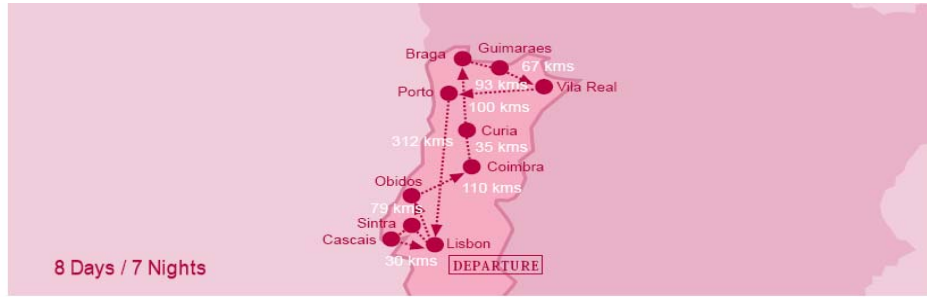 Guimaraes
Braga
67 kms
93 kms
Vila Real
Porto
100 kms
Curia
312 kms
35 kms
Coimbra
Obidos
110 kms
79 kms
Sintra
Cascais
Lisbon
30 kms
DEPARTURE
8 Days / 7 Nights